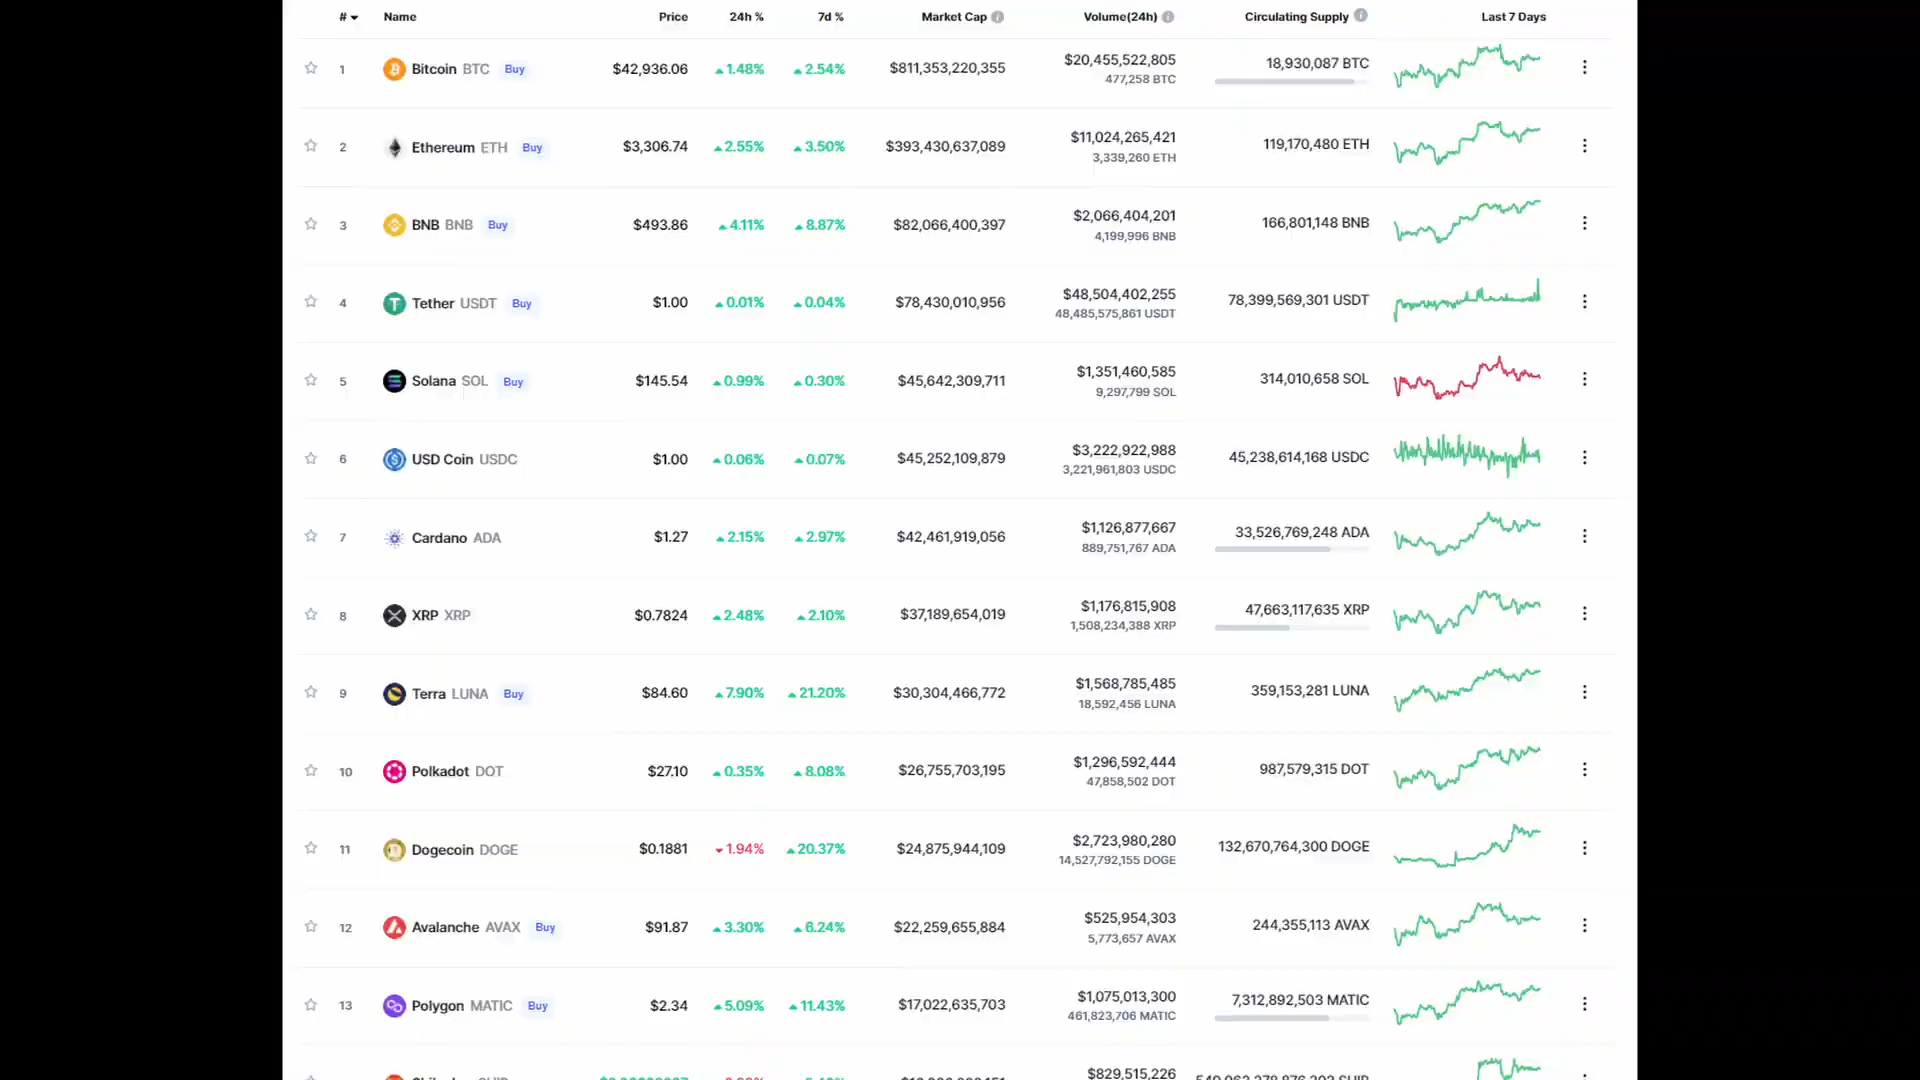 # Name Price 24h % 7d % Market Cap Volume(24h) Circulating Supply Last 7 Days
1 Bitcoin BTC Buy $42,936.06 1.48% 2.54% $811,353,220,355 $20,455,522,805 18,930,087 BTC
477,258 BTC
2 Ethereum ETH Buy $3,306.74 2.55% 3.50% $393,430,637,089 $11,024,265,421 119,170,480 ETH
3,339,260 ETH
3 BNB BNB Buy $493.86 4.11% 8.87% $82,066,400,397 $2,066,404,201 166,801,148 BNB
4,199,996 BNB
4 Tether USDT Buy $1.00 0.01% 0.04% $78,430,010,956 $48,504,402,255 78,399,569,301 USDT
48,485,575,861 USDT
5 Solana SOL Buy $145.54 0.99% 0.30% $45,642,309,711 $1,351,460,585 314,010,658 SOL
9,297,799 SOL
6 USD Coin USDC $1.00 0.06% 0.07% $45,252,109,879 $3,222,922,988 45,238,614,168 USDC
3,221,961,803 USDC
7 Cardano ADA $1.27 2.15% 2.97% $42,461,919,056 $1,126,877,667 33,526,769,248 ADA
889,751,767 ADA
8 XRP XRP $0.7824 2.48% 2.10% $37,189,654,019 $1,176,815,908 47,663,117,635 XRP
1,508,234,388 XRP
9 Terra LUNA Buy $84.60 7.90% 21.20% $30,304,466,772 $1,568,785,485 359,153,281 LUNA
18,592,456 LUNA
10 Polkadot DOT $27.10 0.35% 8.08% $26,755,703,195 $1,296,592,444 987,579,315 DOT
47,858,502 DOT
11 Dogecoin DOGE $0.1881 1.94% 20.37% $24,875,944,109 $2,723,980,280 132,670,764,300 DOGE
14,527,792,155 DOGE
12 Avalanche AVAX Buy $91.87 3.30% 6.24% $22,259,655,884 $525,954,303 244,355,113 AVAX
5,773,657 AVAX
13 Polygon MATIC Buy $2.34 5.09% 11.43% $17,022,635,703 $1,075,013,300 7,312,892,503 MATIC
461,823,706 MATIC
$829,515,226